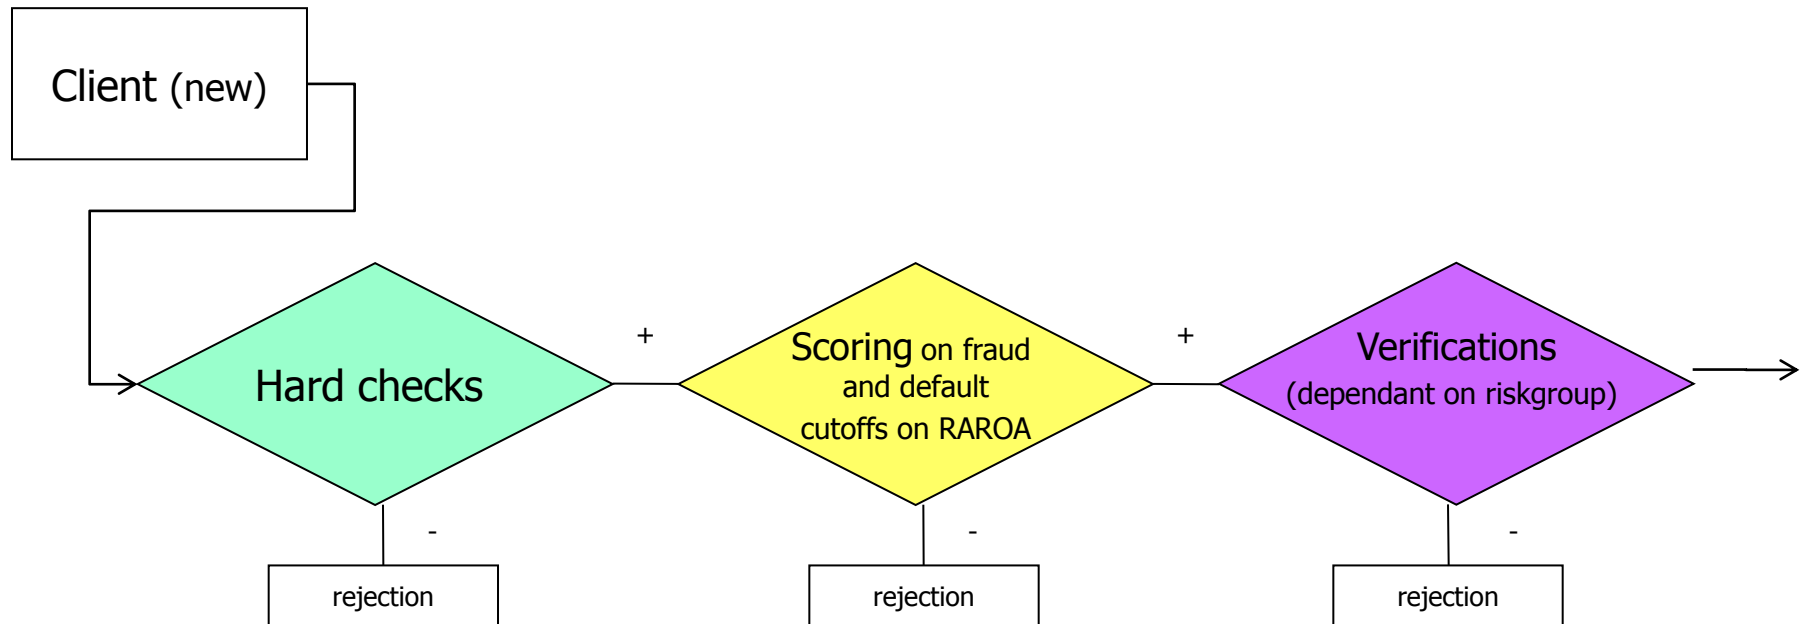 Client (new)
Hard checks
+
Scoring on fraud
and default
cutoffs on RAROA
+
Verifications
(dependant on riskgroup)
-
rejection
-
rejection
-
rejection